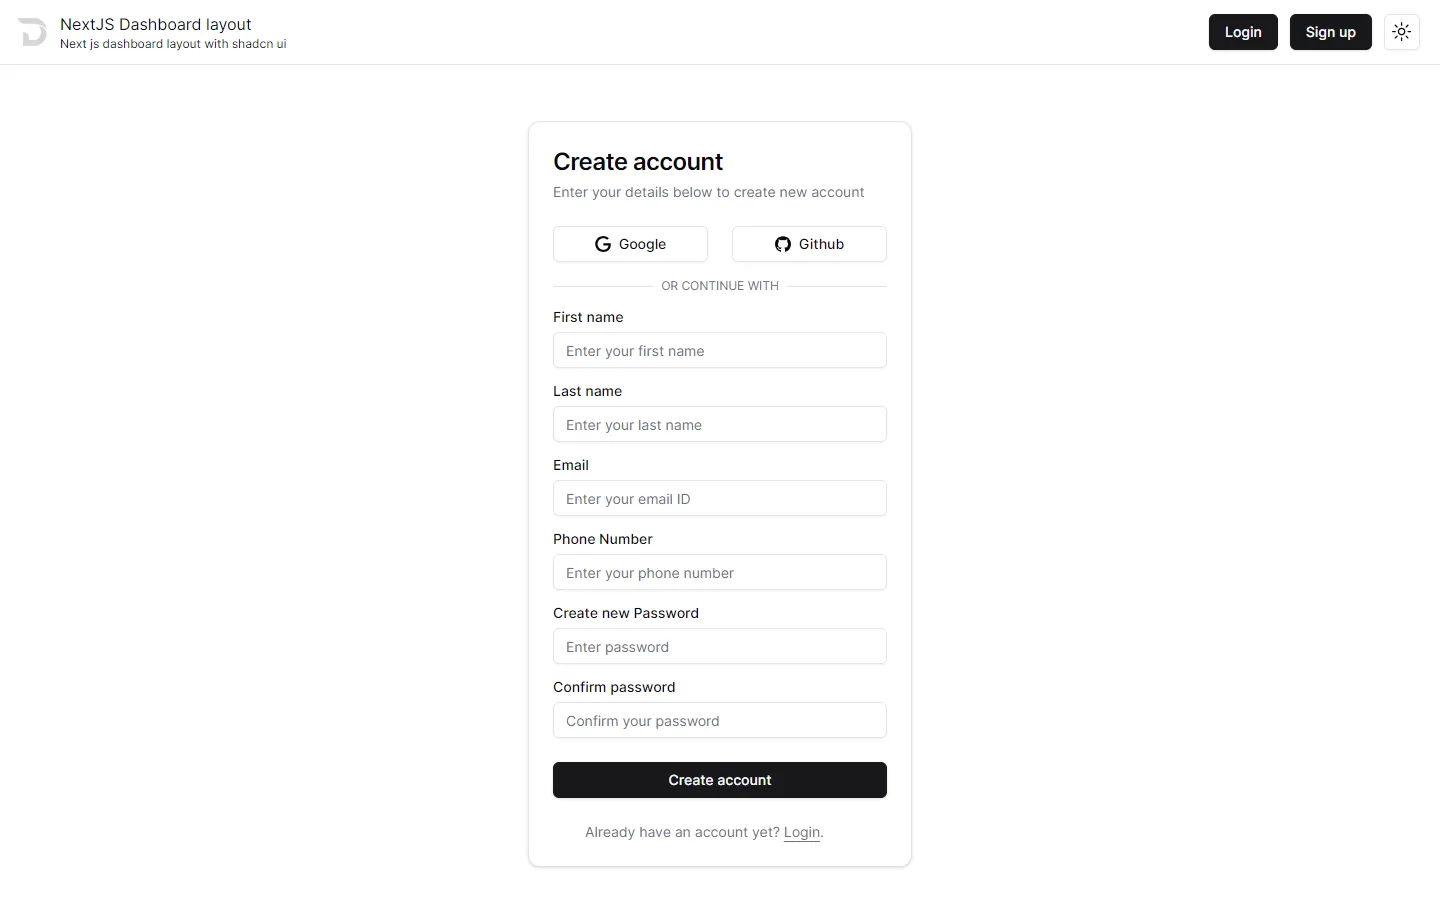 NextJS Dashboard layout
Next js dashboard layout with shadcn ui
Login
Sign up
Create account
Enter your details below to create new account
Google
Github
OR CONTINUE WITH
First name
Enter your first name
Last name
Enter your last name
Email
Enter your email ID
Phone Number
Enter your phone number
Create new Password
Enter password
Confirm password
Confirm your password
Create account
Already have an account yet? Login.